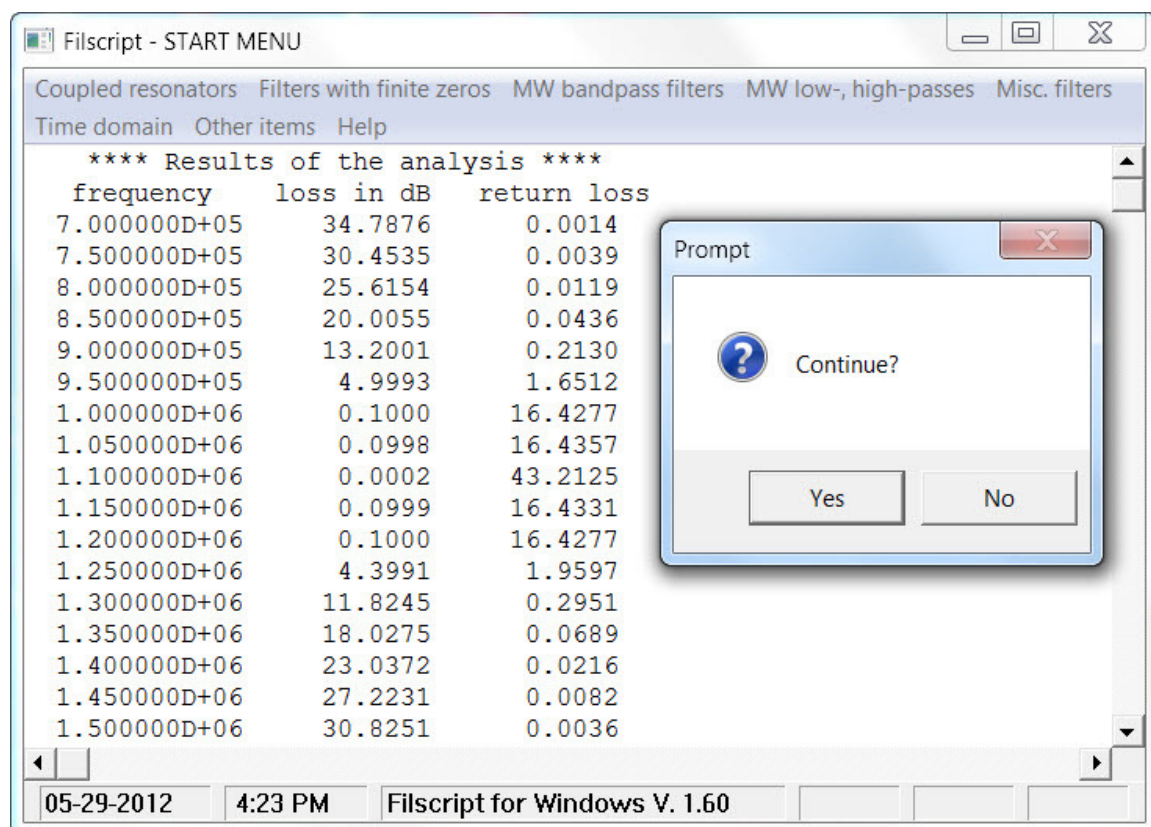 Filscript - START MENU
Coupled resonators Filters with finite zeros MW bandpass filters MW low-, high-passes Misc. filters
Time domain Other items Help
**** Results of the analysis ****
frequency loss in dB return loss
7.000000D+05 34.7876 0.0014
7.500000D+05 30.4535 0.0039
8.000000D+05 25.6154 0.0119
8.500000D+05 20.0055 0.0436
9.000000D+05 13.2001 0.2130
9.500000D+05 4.9993 1.6512
1.000000D+06 0.1000 16.4277
1.050000D+06 0.0998 16.4357
1.100000D+06 0.0002 43.2125
1.150000D+06 0.0999 16.4331
1.200000D+06 0.1000 16.4277
1.250000D+06 4.3991 1.9597
1.300000D+06 11.8245 0.2951
1.350000D+06 18.0275 0.0689
1.400000D+06 23.0372 0.0216
1.450000D+06 27.2231 0.0082
1.500000D+06 30.8251 0.0036
Prompt
Continue?
Yes No
05-29-2012 4:23 PM Filscript for Windows V. 1.60